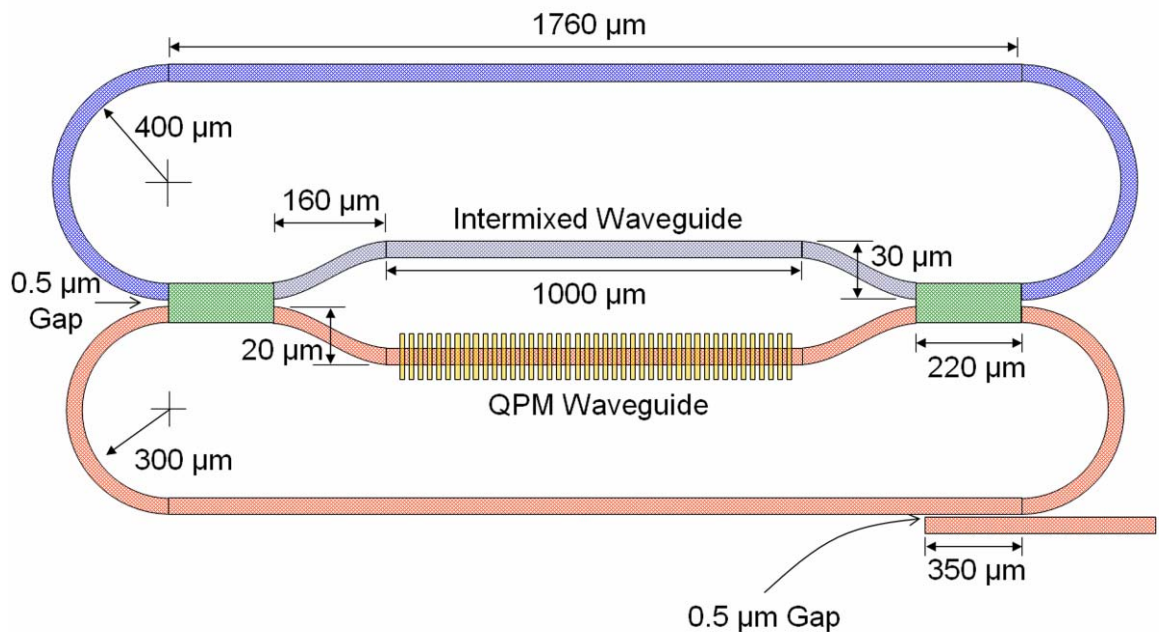 1760 µm
400 µm
160 µm
Intermixed Waveguide
30 µm
0.5 µm
Gap
1000 µm
20 µm
220 µm
QPM Waveguide
300 µm
350 µm
0.5 µm Gap